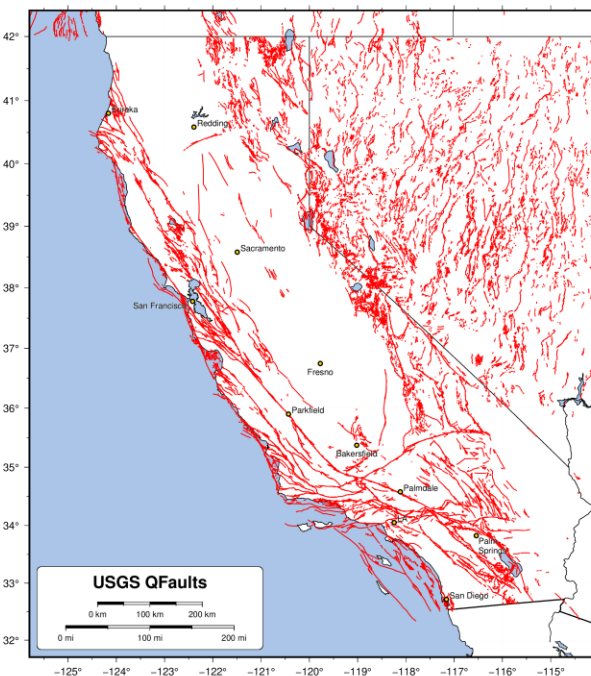 42°
41°
40°
39°
38°
37°
36°
35°
34°
33°
32°
Eureka
Redding
Sacramento
San Francisco
Fresno
Parkfield
Bakersfield
Palmdale
Palm
Spring
San Diego
USGS QFaults
0 km 100 km 200 km
0 mi 100 mi 200 mi
−125° −124° −123° −122° −121° −120° −119° −118° −117° −116° −115°